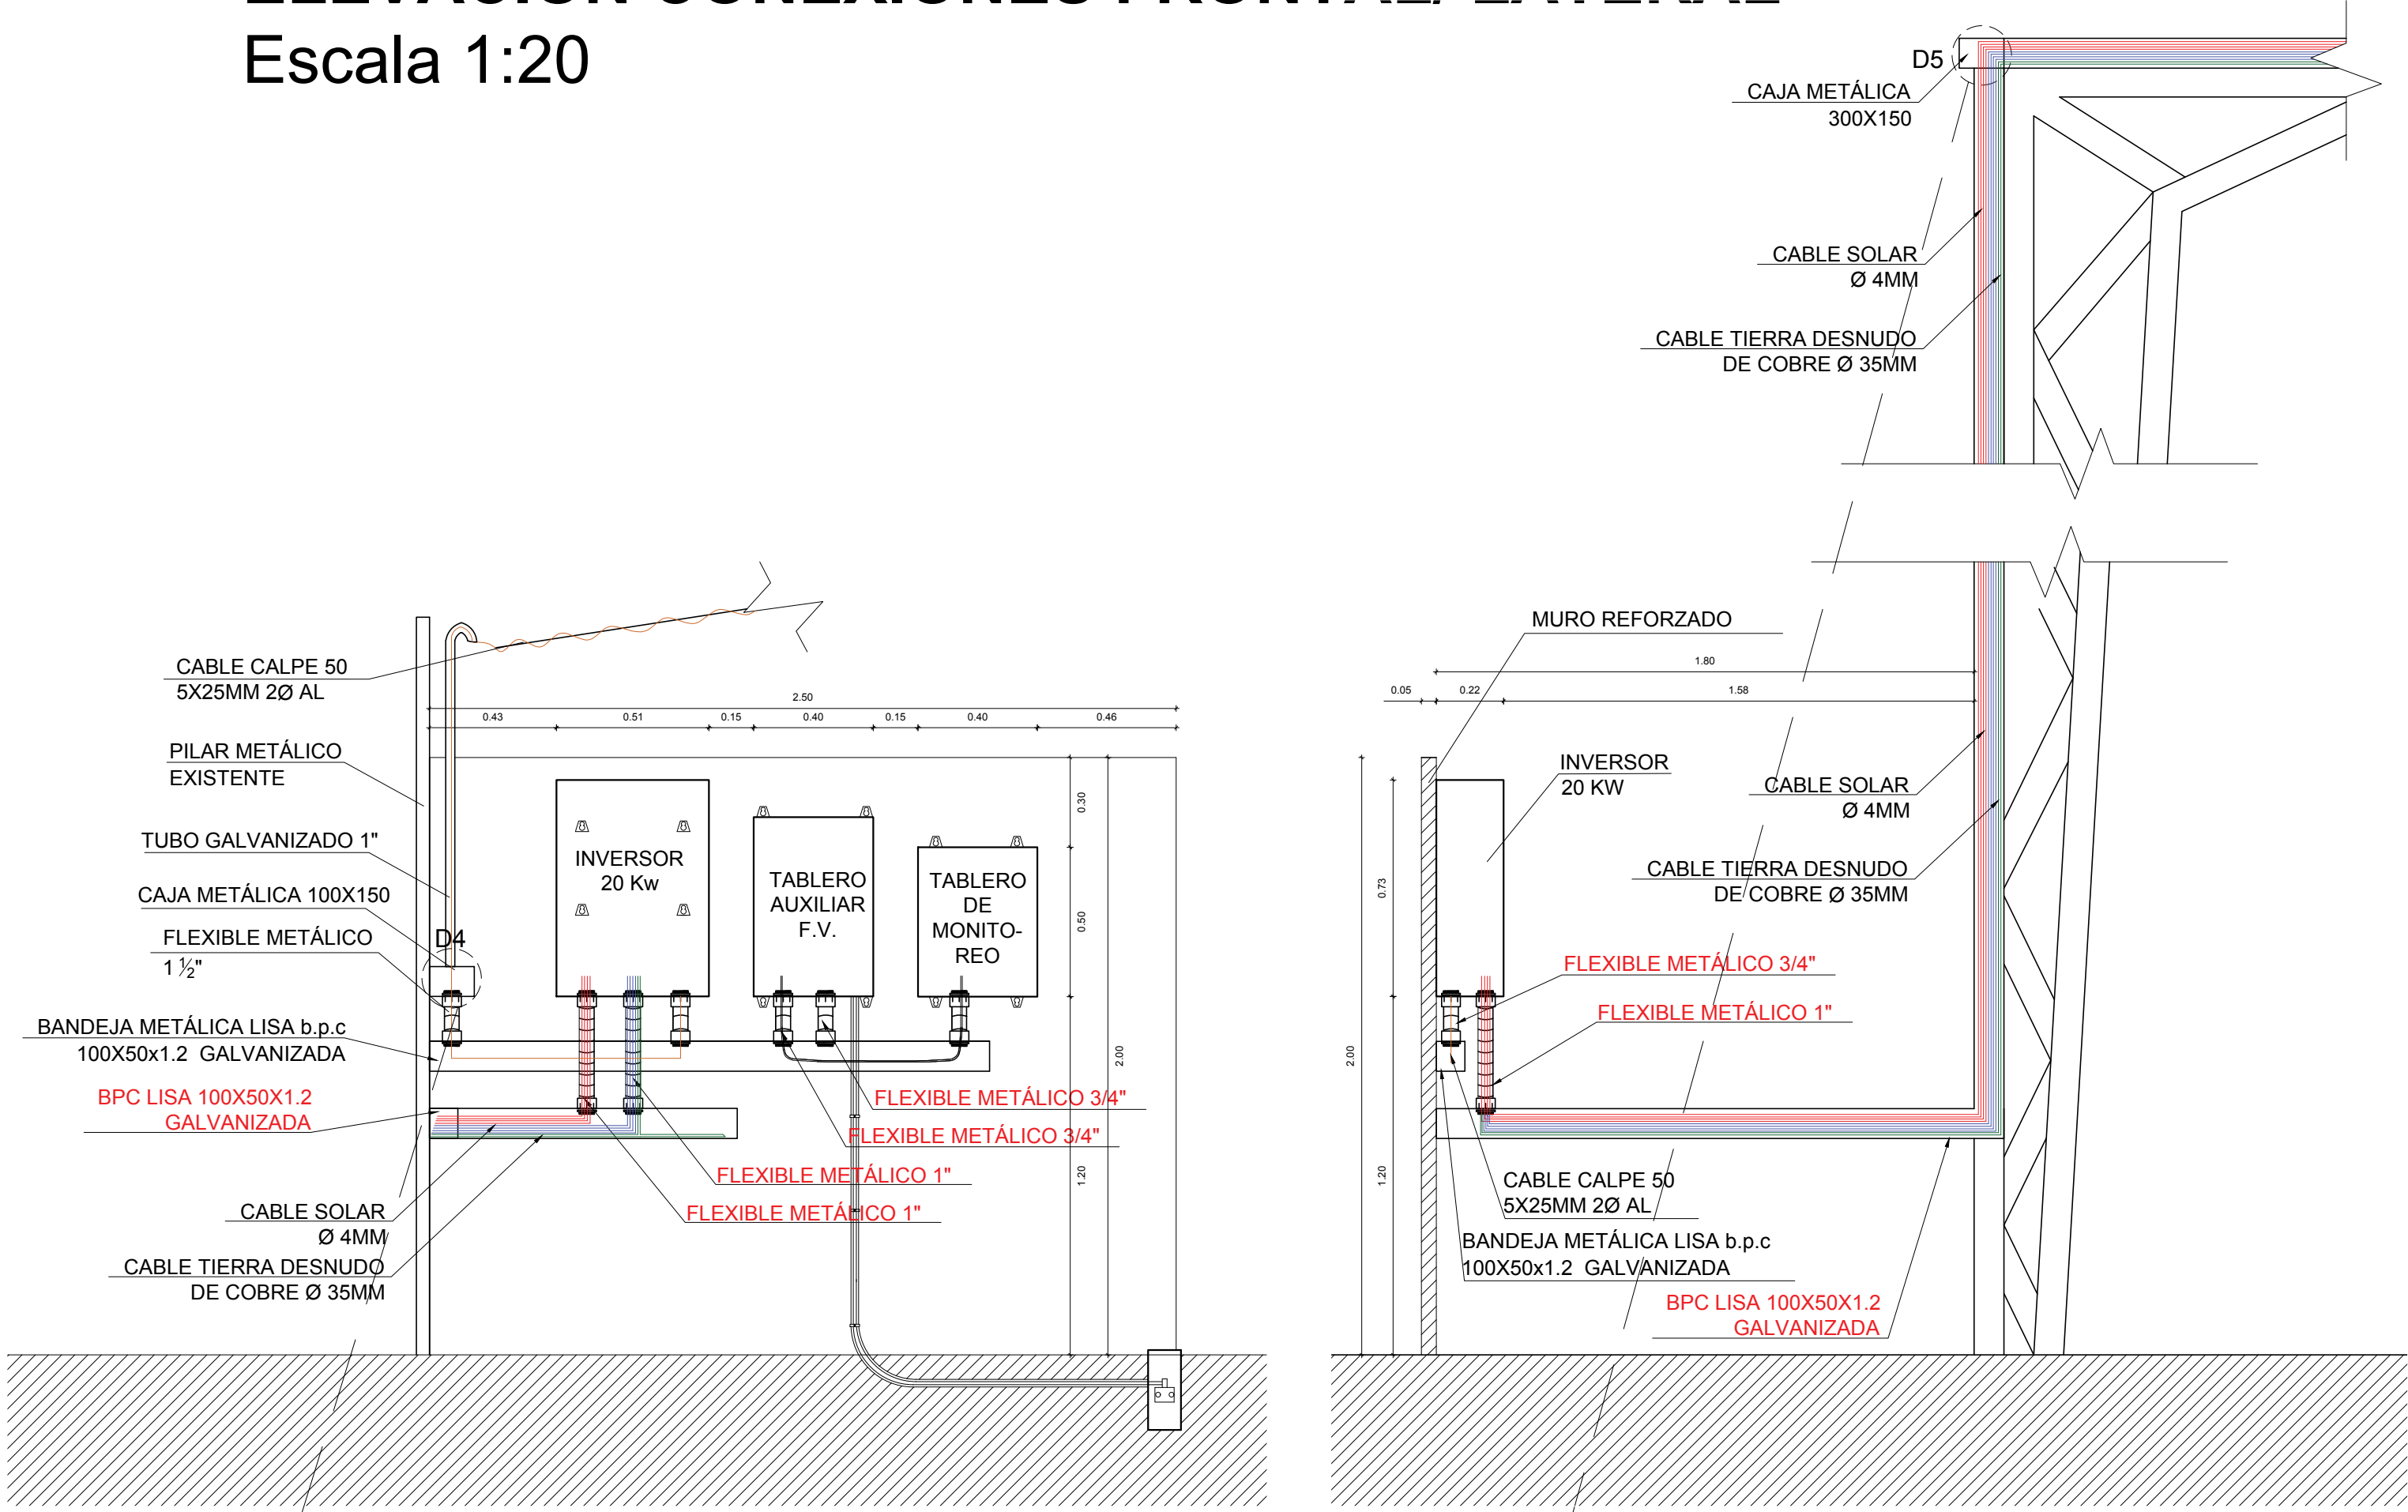 ELEVACIÓN CONEXIONES FRONTAL/LATERAL
Escala 1:20
D5
CAJA METÁLICA
300X150
CABLE SOLAR
Ø 4MM
CABLE TIERRA DESNUDO
DE COBRE Ø 35MM
CABLE CALPE 50
5X25MM 2Ø AL
PILAR METÁLICO
EXISTENTE
TUBO GALVANIZADO 1"
CAJA METÁLICA 100X150
FLEXIBLE METÁLICO
1 ½"
D4
BANDEJA METÁLICA LISA b.p.c
100X50x1.2 GALVANIZADA
BPC LISA 100X50X1.2
GALVANIZADA
CABLE SOLAR
Ø 4MM
CABLE TIERRA DESNUDO
DE COBRE Ø 35MM
2.50
0.43
0.51
0.15
0.40
0.15
0.40
0.46
INVERSOR
20 Kw
TABLERO
AUXILIAR
F.V.
TABLERO
DE
MONITO-
REO
0.30
0.50
1.20
2.00
FLEXIBLE METÁLICO 3/4"
FLEXIBLE METÁLICO 3/4"
FLEXIBLE METÁLICO 1"
FLEXIBLE METÁLICO 1"
MURO REFORZADO
1.80
0.05
0.22
1.58
INVERSOR
20 KW
CABLE SOLAR
Ø 4MM
CABLE TIERRA DESNUDO
DE COBRE Ø 35MM
0.73
2.00
1.20
FLEXIBLE METÁLICO 3/4"
FLEXIBLE METÁLICO 1"
CABLE CALPE 50
5X25MM 2Ø AL
BANDEJA METÁLICA LISA b.p.c
100X50x1.2 GALVANIZADA
BPC LISA 100X50X1.2
GALVANIZADA